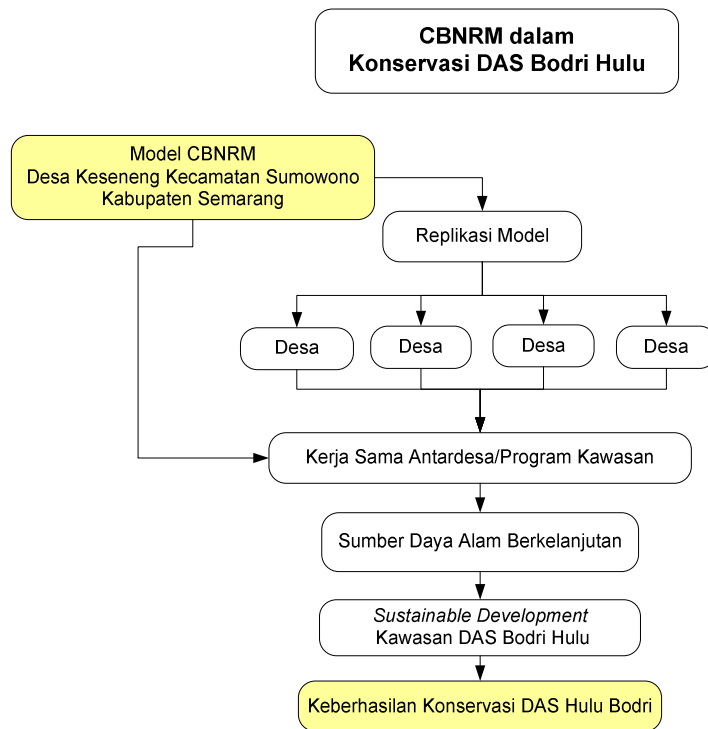 CBNRM dalam
Konservasi DAS Bodri Hulu
Model CBNRM
Desa Keseneng Kecamatan Sumowono
Kabupaten Semarang
Replikasi Model
Desa
Desa
Desa
Desa
Kerja Sama Antardesa/Program Kawasan
Sumber Daya Alam Berkelanjutan
Sustainable Development
Kawasan DAS Bodri Hulu
Keberhasilan Konservasi DAS Hulu Bodri